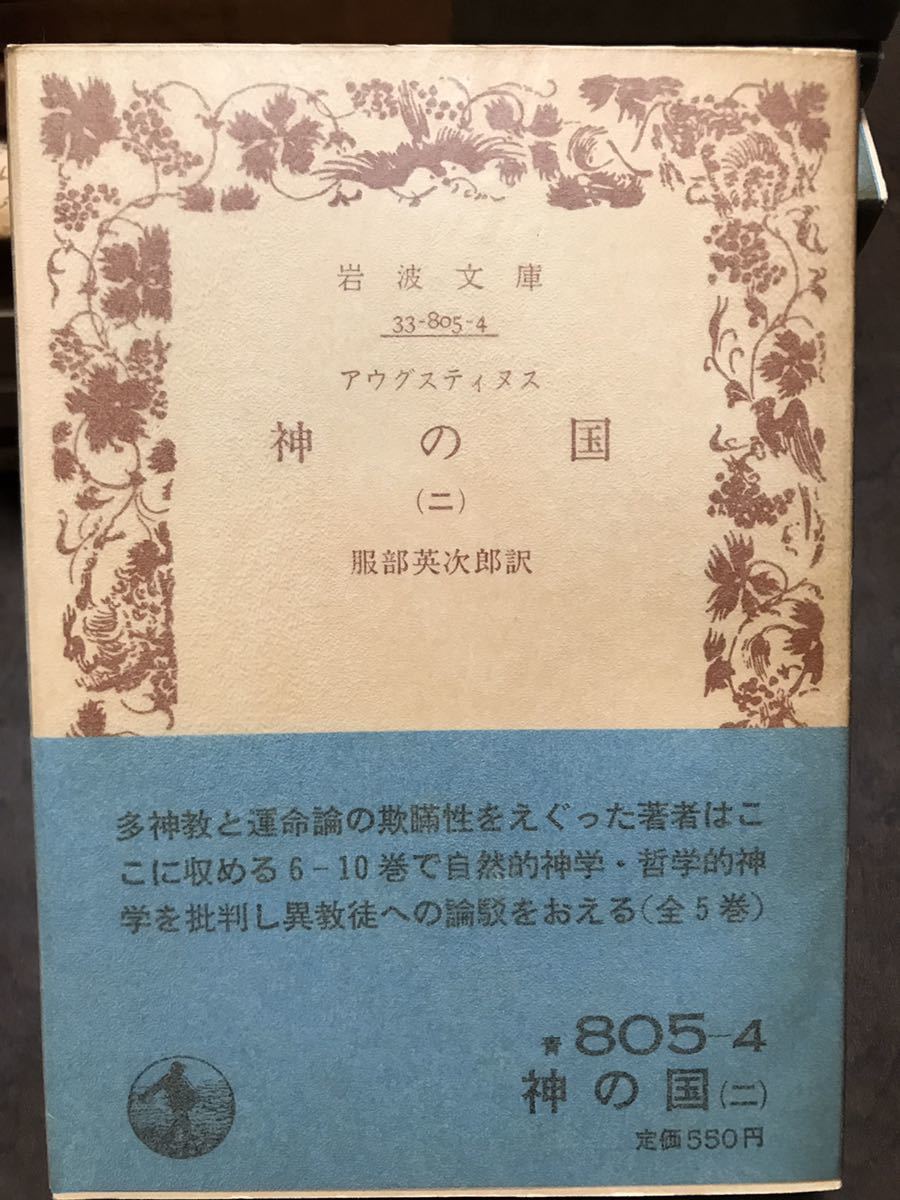 岩波文庫
33-805-4
アウグスティヌス
神の国
(二)
服部英次郎訳
多神教と運命論の欺瞞性をえぐった著者はこ
こに収める6-10巻で自然的神学・哲学的神
学を批判し異教徒への論駁をおえる(全5巻)
青 805-4
神の国(二)
定価550円